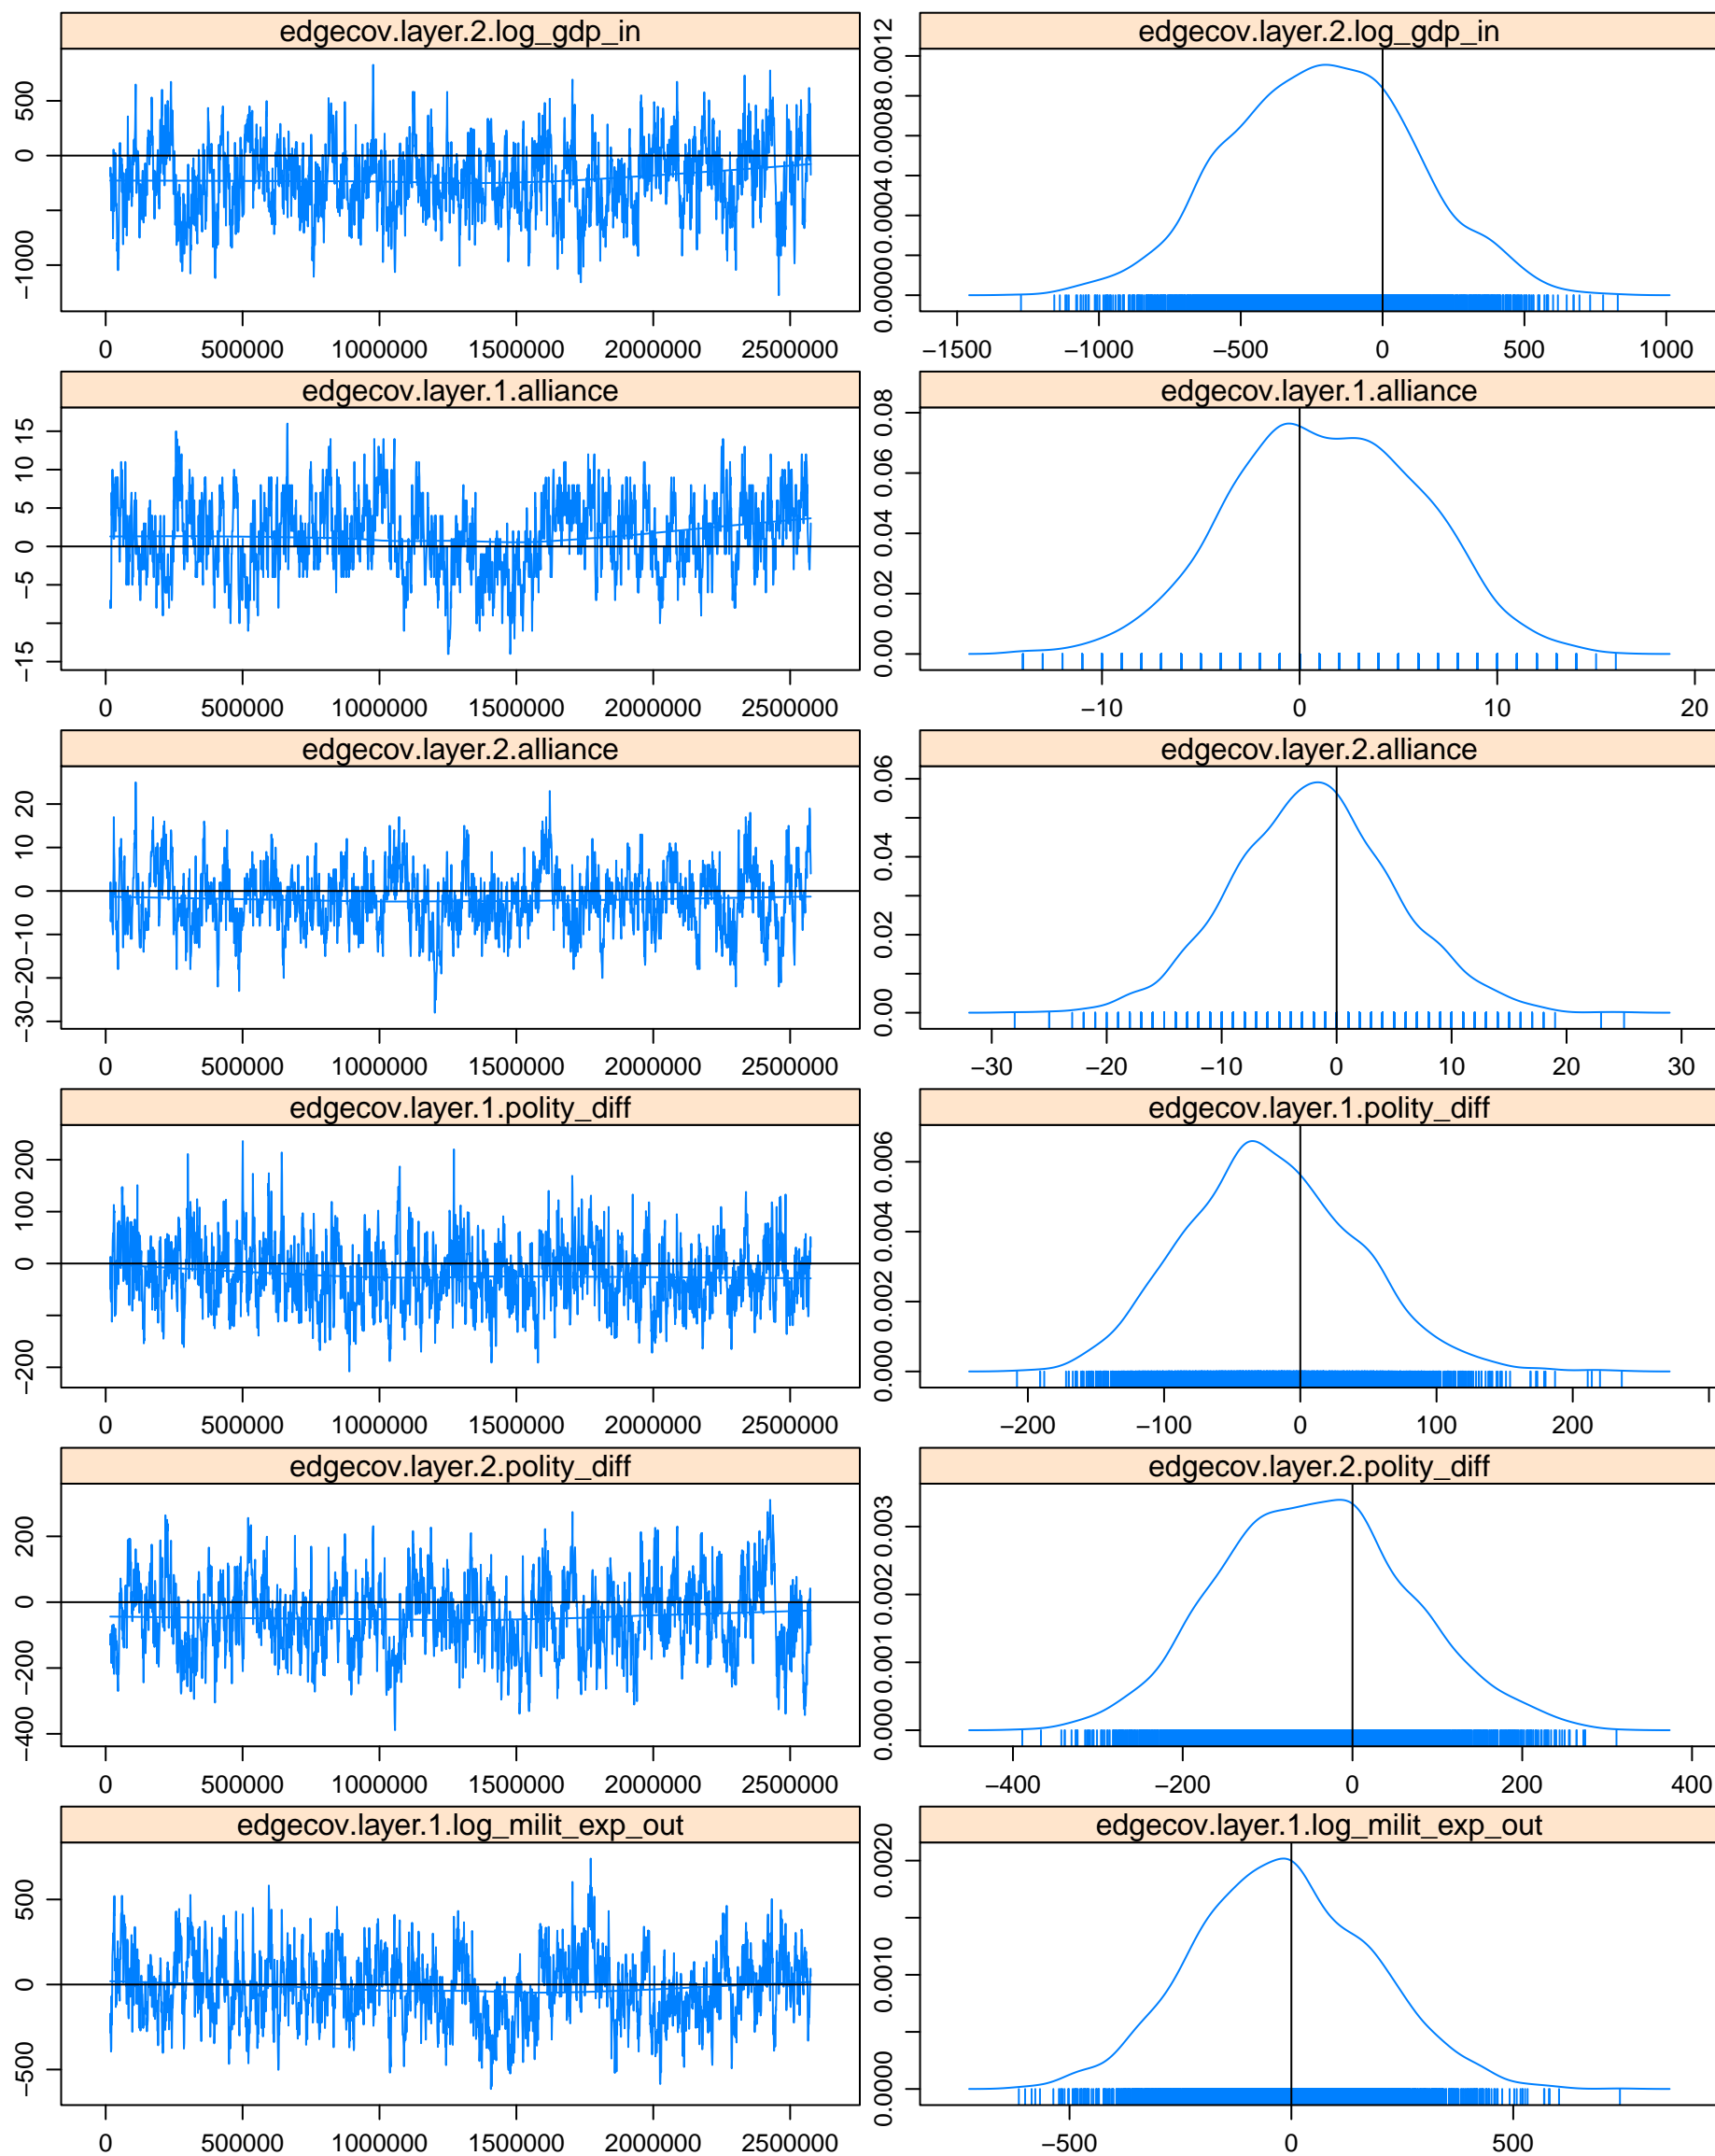 edgecov.layer.2.log_gdp_in
edgecov.layer.2.log_gdp_in
−1000 0 500
0.0000 0.0004 0.0008 0.0012
0 500000 1000000 1500000 2000000 2500000
−1500 −1000 −500 0 500 1000
edgecov.layer.1.alliance
edgecov.layer.1.alliance
−15 −5 0 5 10 15
0.00 0.02 0.04 0.06 0.08
0 500000 1000000 1500000 2000000 2500000
−10 0 10 20
edgecov.layer.2.alliance
edgecov.layer.2.alliance
−30 −20 −10 0 10 20
0.00 0.02 0.04 0.06
0 500000 1000000 1500000 2000000 2500000
−30 −20 −10 0 10 20 30
edgecov.layer.1.polity_diff
edgecov.layer.1.polity_diff
−200 0 100 200
0.000 0.002 0.004 0.006
0 500000 1000000 1500000 2000000 2500000
−200 −100 0 100 200
edgecov.layer.2.polity_diff
edgecov.layer.2.polity_diff
−400 −200 0 200
0.000 0.001 0.002 0.003
0 500000 1000000 1500000 2000000 2500000
−400 −200 0 200 400
edgecov.layer.1.log_milit_exp_out
edgecov.layer.1.log_milit_exp_out
−500 0 500
0.0000 0.0010 0.0020
0 500000 1000000 1500000 2000000 2500000
−500 0 500